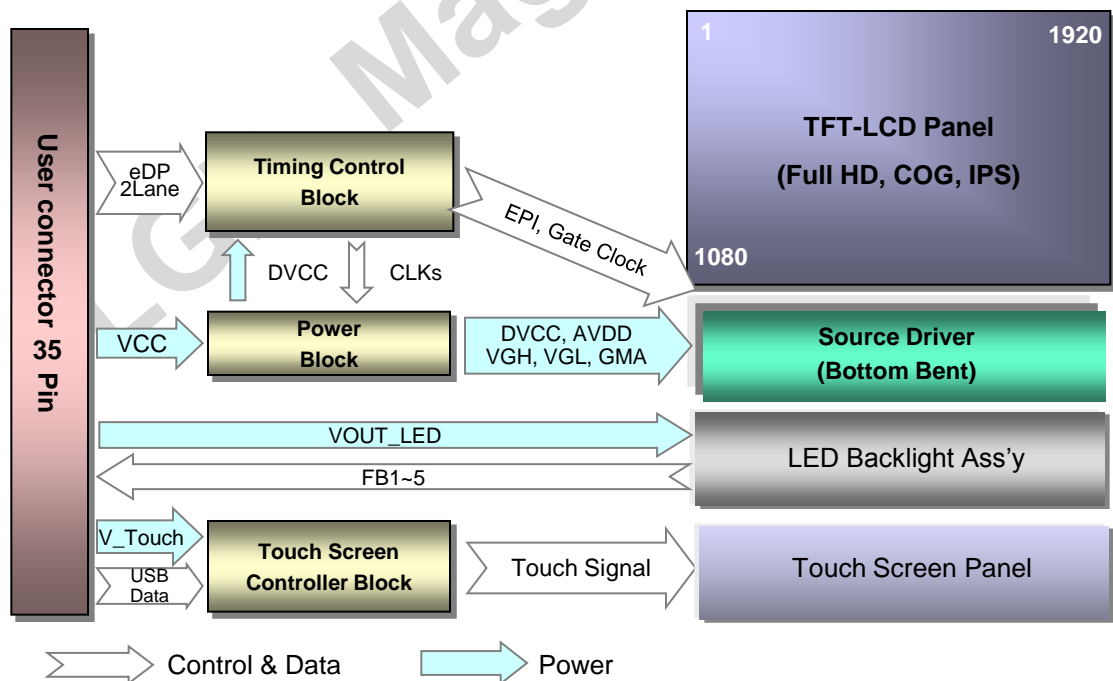 User connector 35 Pin
eDP
2Lane
Timing Control
Block
EPI, Gate Clock
1
1920
TFT-LCD Panel
(Full HD, COG, IPS)
1080
DVCC
CLKs
VCC
Power
Block
DVCC, AVDD
VGH, VGL, GMA
Source Driver
(Bottom Bent)
VOUT_LED
FB1~5
LED Backlight Ass'y
V_Touch
USB
Data
Touch Screen
Controller Block
Touch Signal
Touch Screen Panel
Control & Data
Power